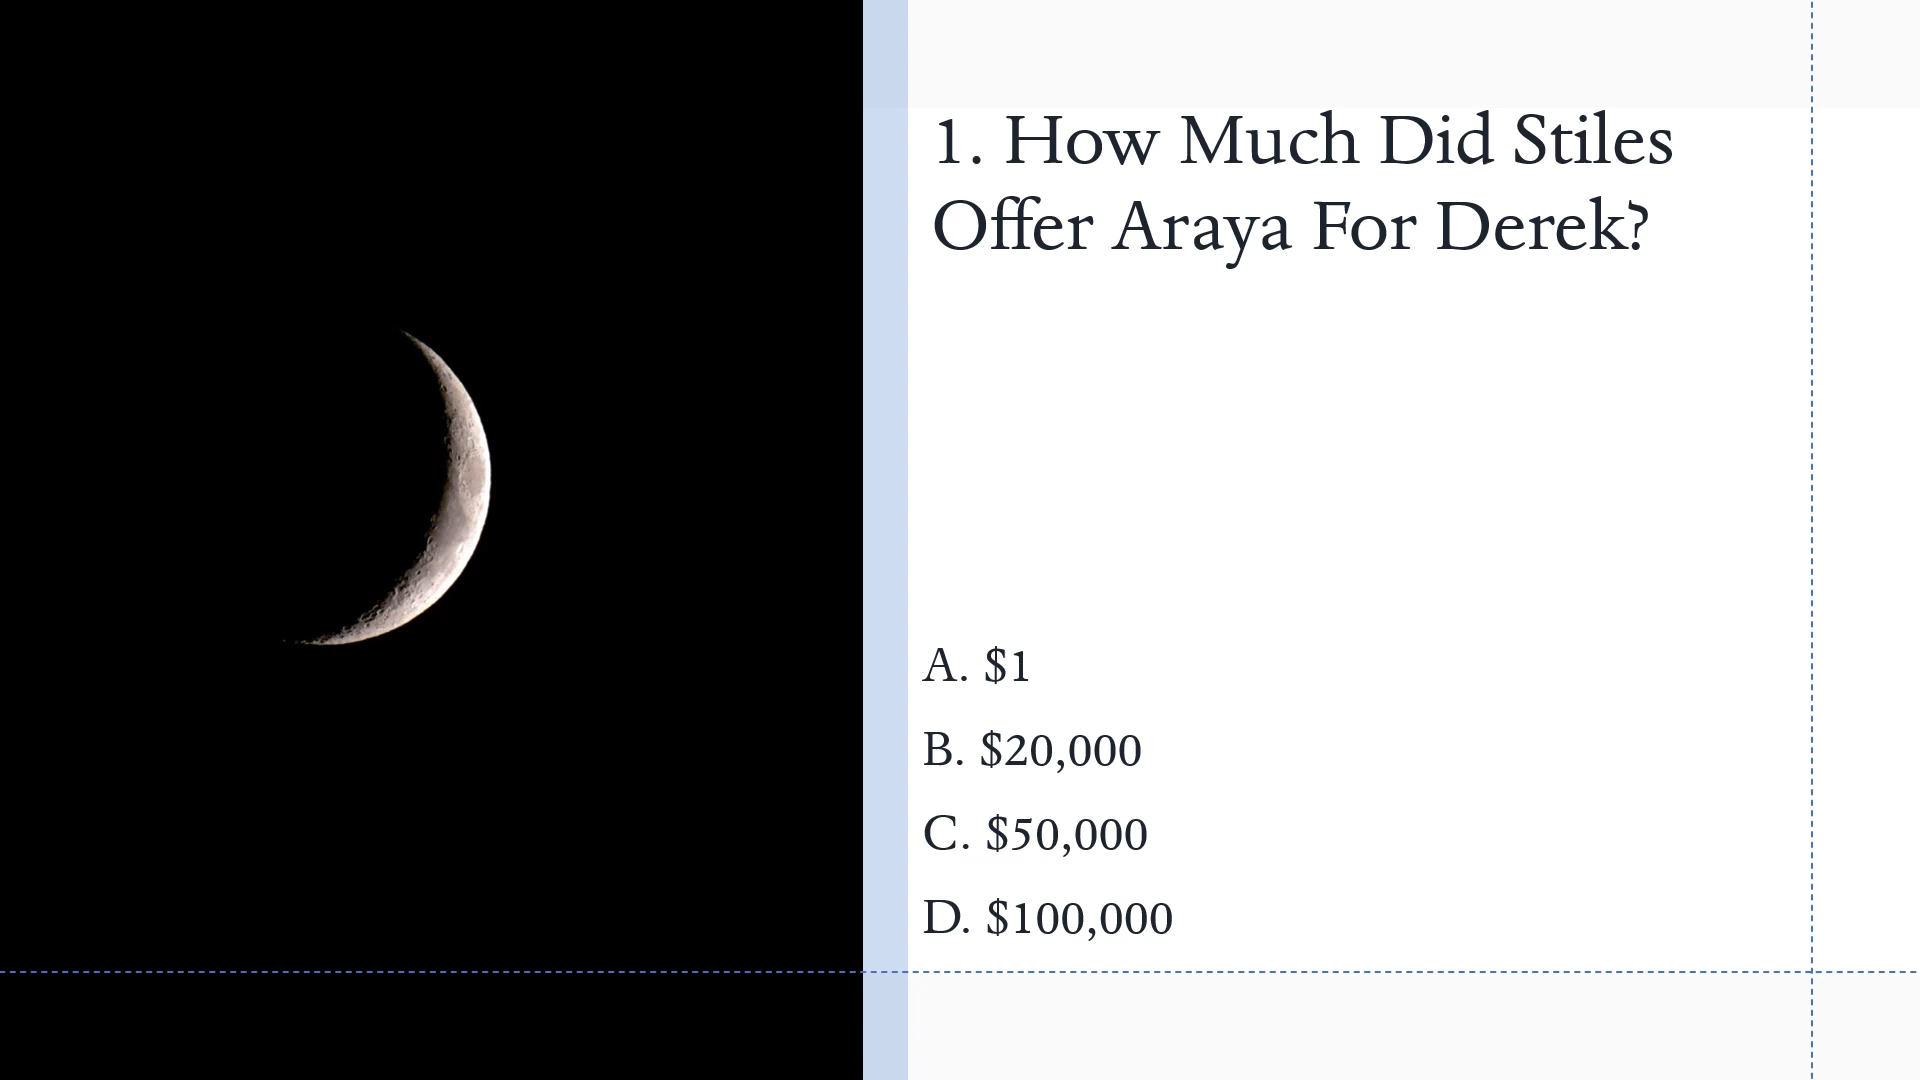 1. How Much Did Stiles
Offer Araya For Derek?
A. $1
B. $20,000
C. $50,000
D. $100,000